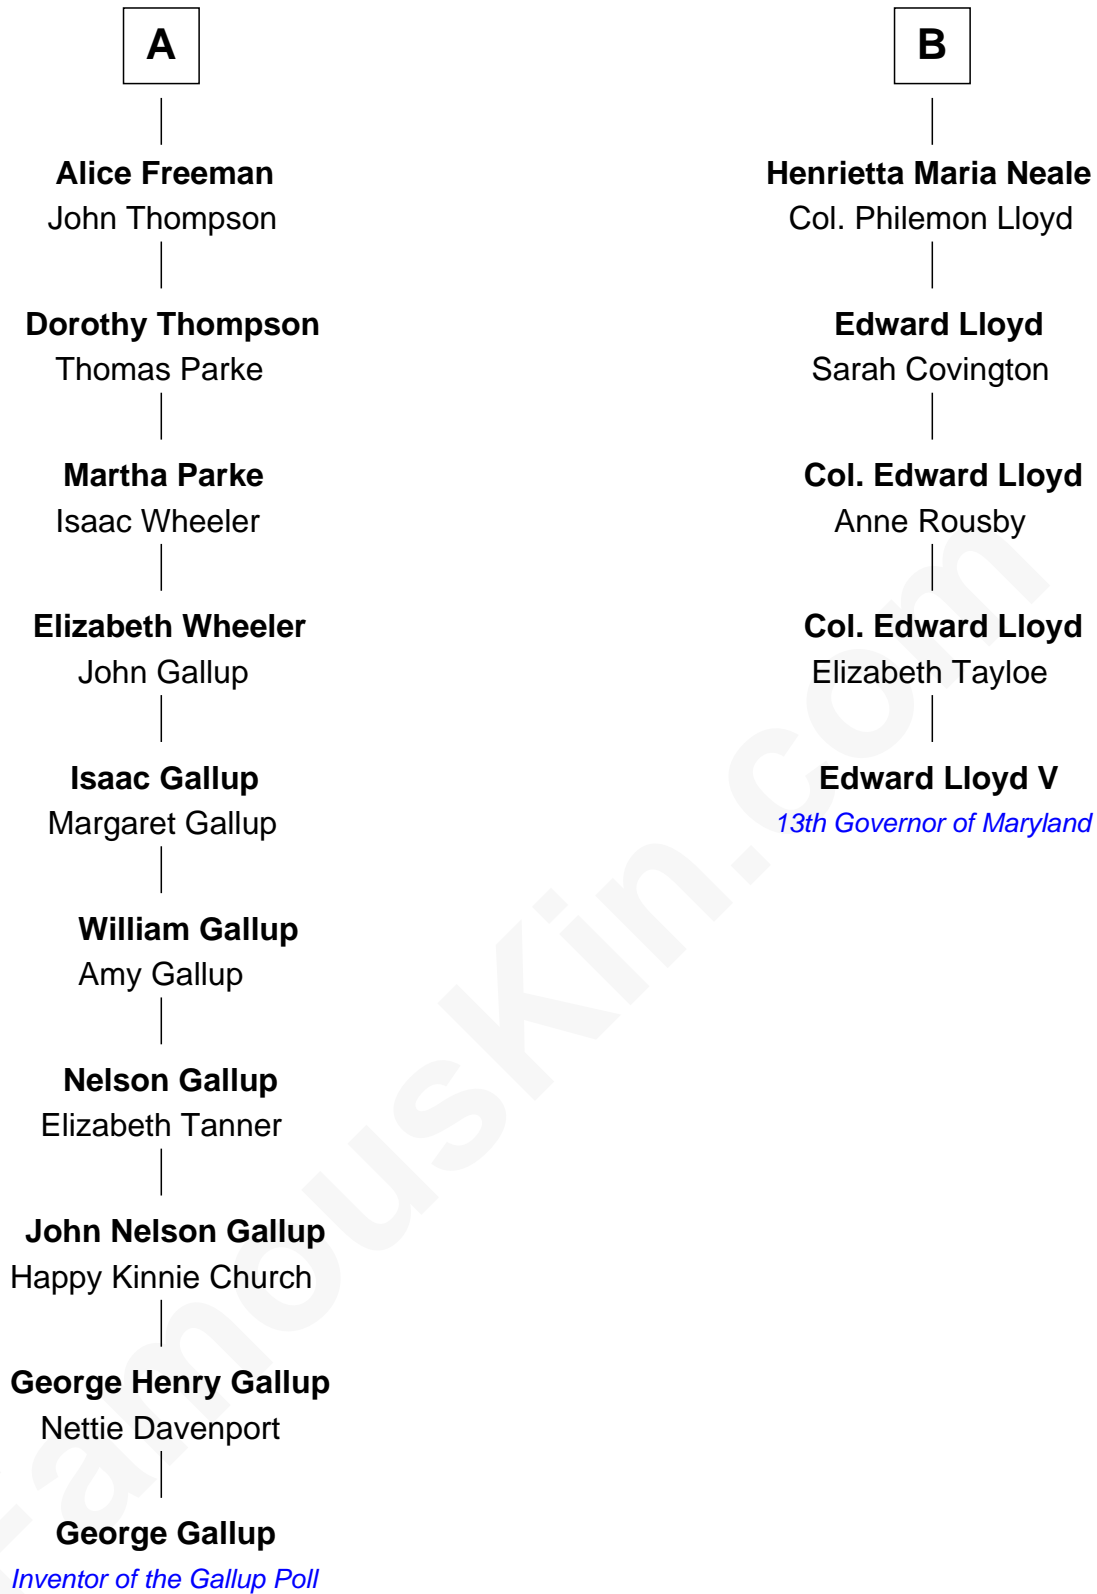 A
Alice Freeman
John Thompson
Dorothy Thompson
Thomas Parke
Martha Parke
Isaac Wheeler
Elizabeth Wheeler
John Gallup
Isaac Gallup
Margaret Gallup
William Gallup
Amy Gallup
Nelson Gallup
Elizabeth Tanner
John Nelson Gallup
Happy Kinnie Church
George Henry Gallup
Nettie Davenport
George Gallup
Inventor of the Gallup Poll
B
Henrietta Maria Neale
Col. Philemon Lloyd
Edward Lloyd
Sarah Covington
Col. Edward Lloyd
Anne Rousby
Col. Edward Lloyd
Elizabeth Tayloe
Edward Lloyd V
13th Governor of Maryland
FamousKin.com